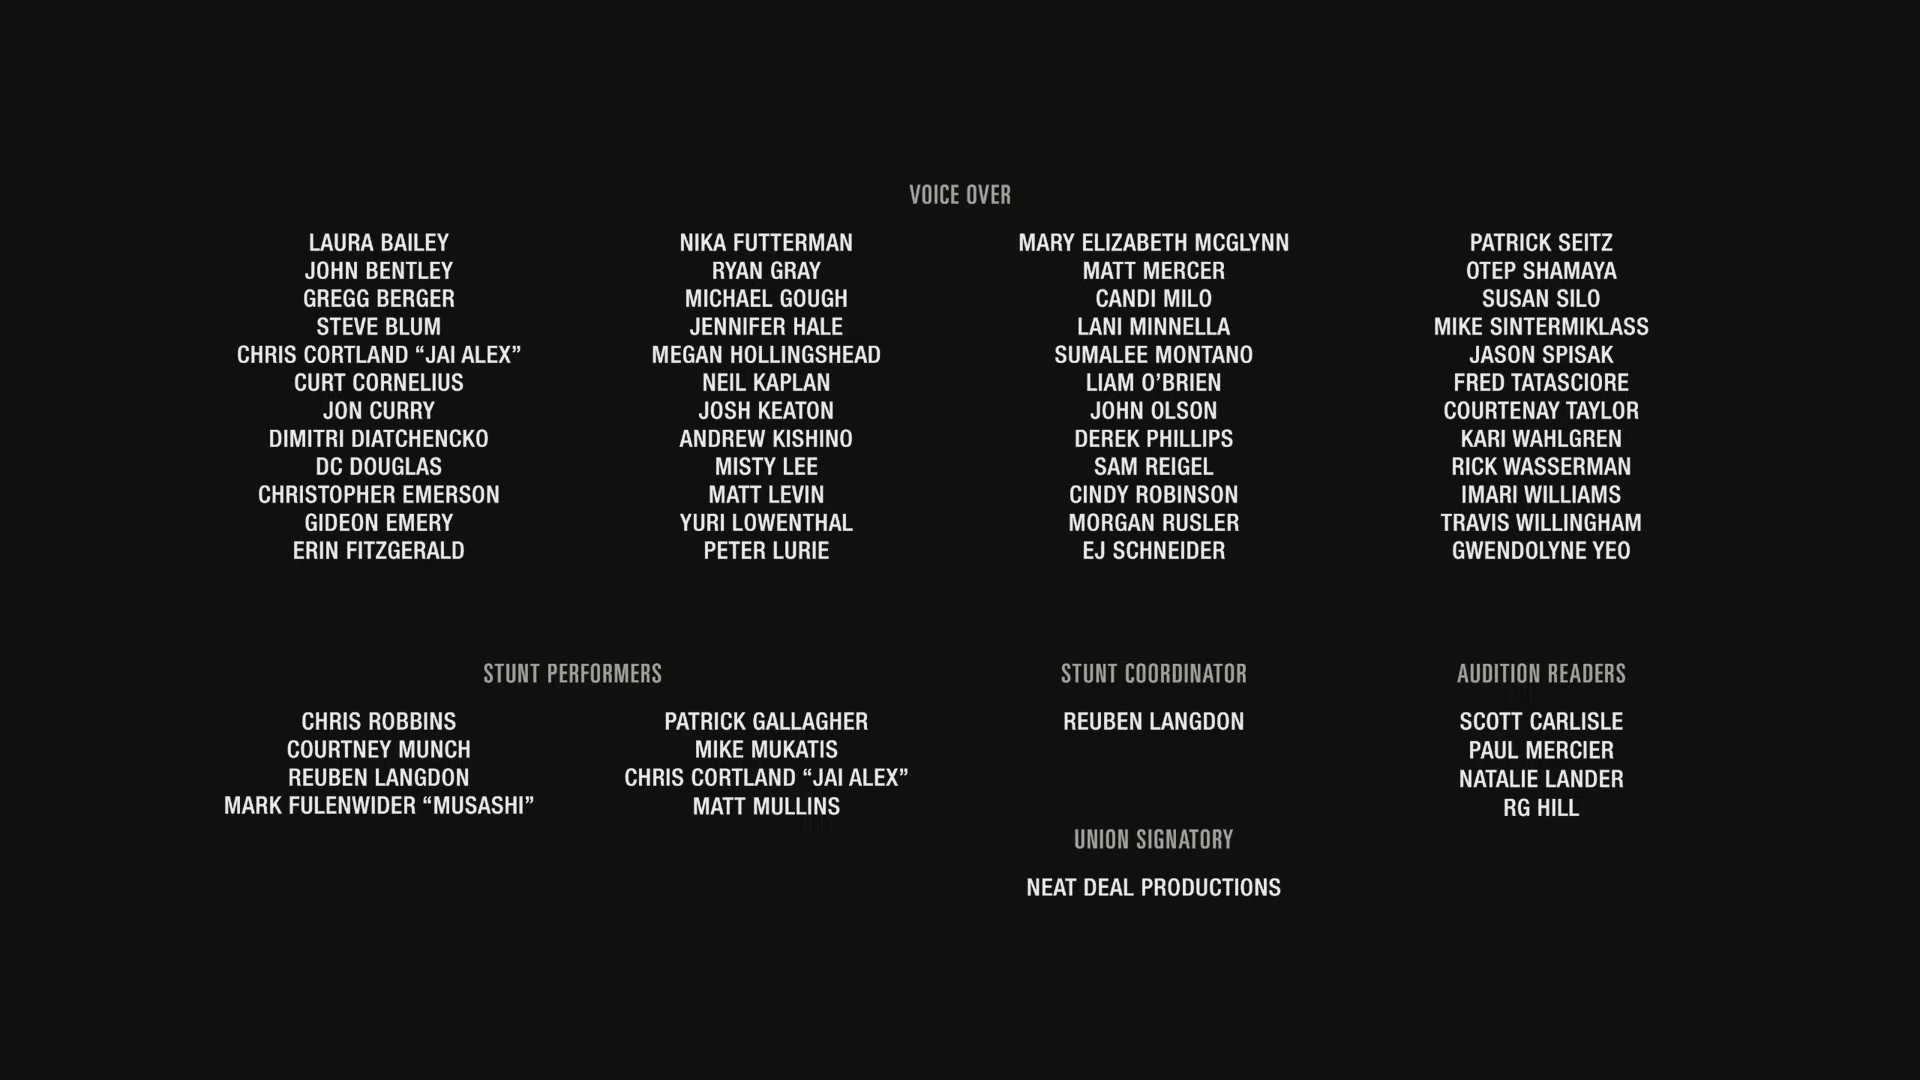 VOICE OVER
LAURA BAILEY
JOHN BENTLEY
GREGG BERGER
STEVE BLUM
CHRIS CORTLAND “JAI ALEX”
CURT CORNELIUS
JON CURRY
DIMITRI DIATCHENCKO
DC DOUGLAS
CHRISTOPHER EMERSON
GIDEON EMERY
ERIN FITZGERALD
NIKA FUTTERMAN
RYAN GRAY
MICHAEL GOUGH
JENNIFER HALE
MEGAN HOLLINGSHEAD
NEIL KAPLAN
JOSH KEATON
ANDREW KISHINO
MISTY LEE
MATT LEVIN
YURI LOWENTHAL
PETER LURIE
MARY ELIZABETH MCGLYNN
MATT MERCER
CANDI MILO
LANI MINNELLA
SUMALEE MONTANO
LIAM O’BRIEN
JOHN OLSON
DEREK PHILLIPS
SAM REIGEL
CINDY ROBINSON
MORGAN RUSLER
EJ SCHNEIDER
PATRICK SEITZ
OTEP SHAMAYA
SUSAN SILO
MIKE SINTERMIKLASS
JASON SPISAK
FRED TATASCIORE
COURTENAY TAYLOR
KARI WAHLGREN
RICK WASSERMAN
IMARI WILLIAMS
TRAVIS WILLINGHAM
GWENDOLYNE YEO
STUNT PERFORMERS
CHRIS ROBBINS
COURTNEY MUNCH
REUBEN LANGDON
MARK FULENWIDER “MUSASHI”
PATRICK GALLAGHER
MIKE MUKATIS
CHRIS CORTLAND “JAI ALEX”
MATT MULLINS
STUNT COORDINATOR
REUBEN LANGDON
UNION SIGNATORY
NEAT DEAL PRODUCTIONS
AUDITION READERS
SCOTT CARLISLE
PAUL MERCIER
NATALIE LANDER
RG HILL